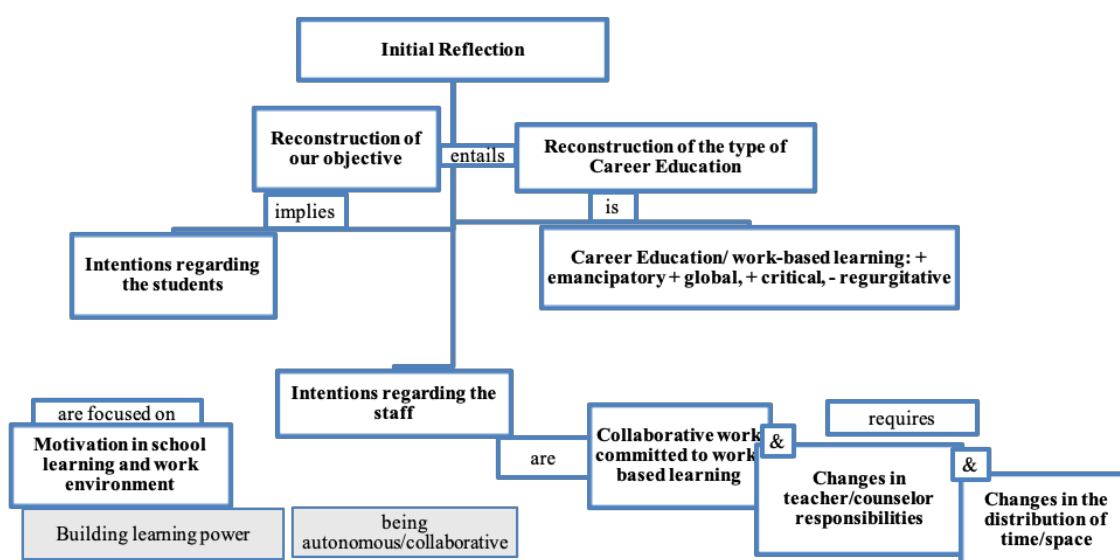 Initial Reflection
Reconstruction of
our objective
entails
Reconstruction of the type of
Career Education
implies
is
Intentions regarding
the students
Career Education/ work-based learning: +
emancipatory + global, + critical, - regurgitative
Intentions regarding the
staff
are focused on
Motivation in school
learning and work
environment
are
Collaborative work
committed to work
based learning
&
requires
Changes in
teacher/counselor
responsibilities
&
Changes in the
distribution of
time/space
Building learning power
being
autonomous/collaborative